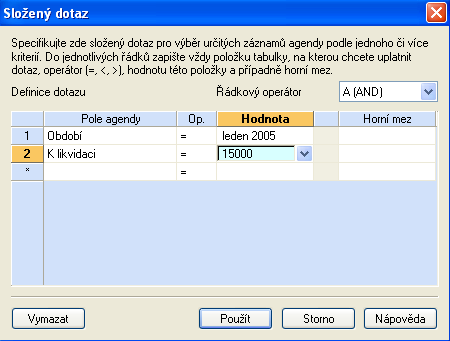 Složený dotaz
Specifikujte zde složený dotaz pro výběr určitých záznamů agendy podle jednoho či více
kriterií. Do jednotlivých řádků zapište vždy položku tabulky, na kterou chcete uplatnit
dotaz, operátor (=, <, >), hodnotu této položky a případně horní mez.
Definice dotazu Řádkový operátor A (AND)
Pole agendy Op. Hodnota Horní mez
1 Období = leden 2005
2 K likvidaci = 15000
* =
Vymazat Použít Storno Nápověda